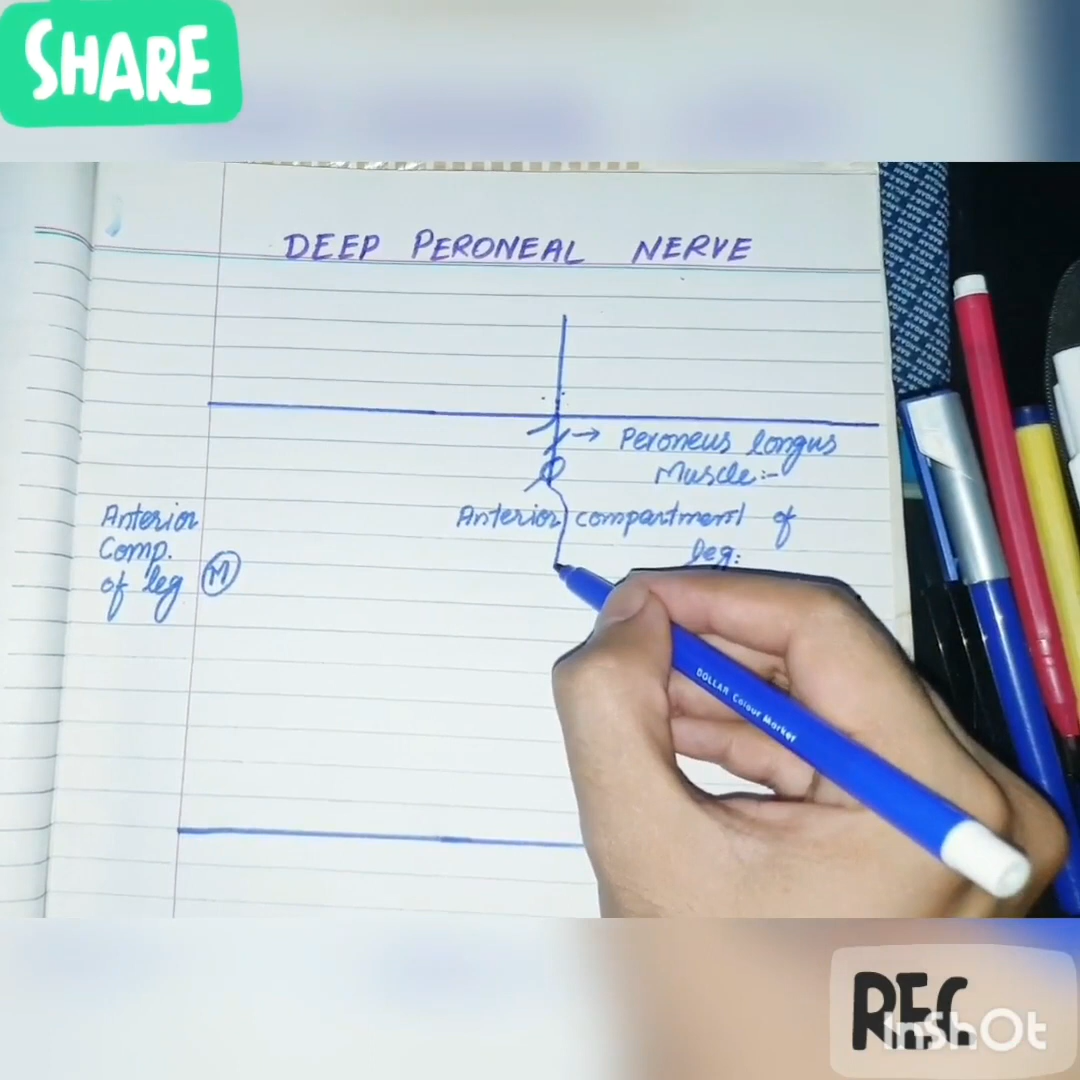 SHARE
DEEP PERONEAL NERVE
→ Peroneus longus
Muscle:-
Anterior compartment of
leg:
Anterior
Comp.
of leg M
DOLLAR Colour Marker
REC
InShOt